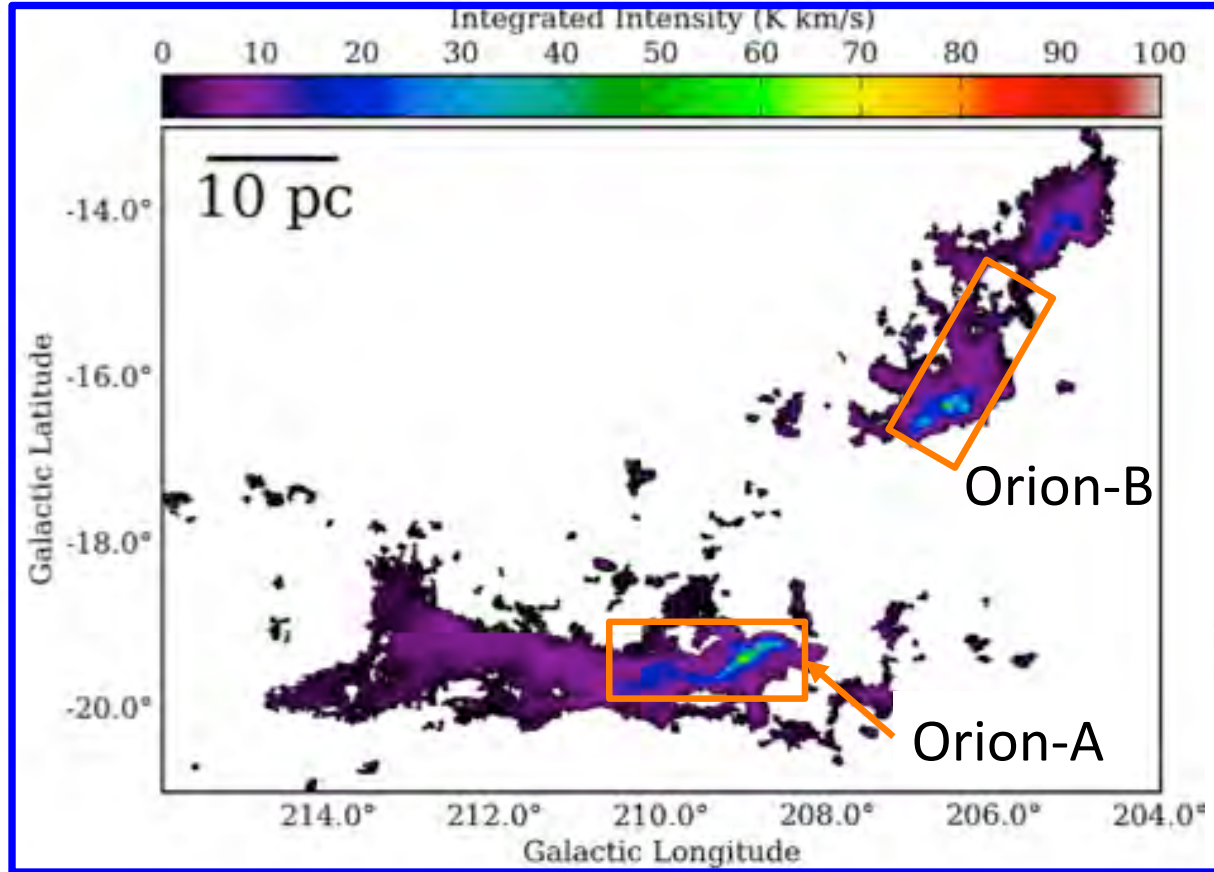 Integrated Intensity (K km/s)
0 10 20 30 40 50 60 70 80 90 100
10 pc
-14.0°
-16.0°
-18.0°
-20.0°
Galactic Latitude
Orion-B
Orion-A
214.0° 212.0° 210.0° 208.0° 206.0° 204.0°
Galactic Longitude